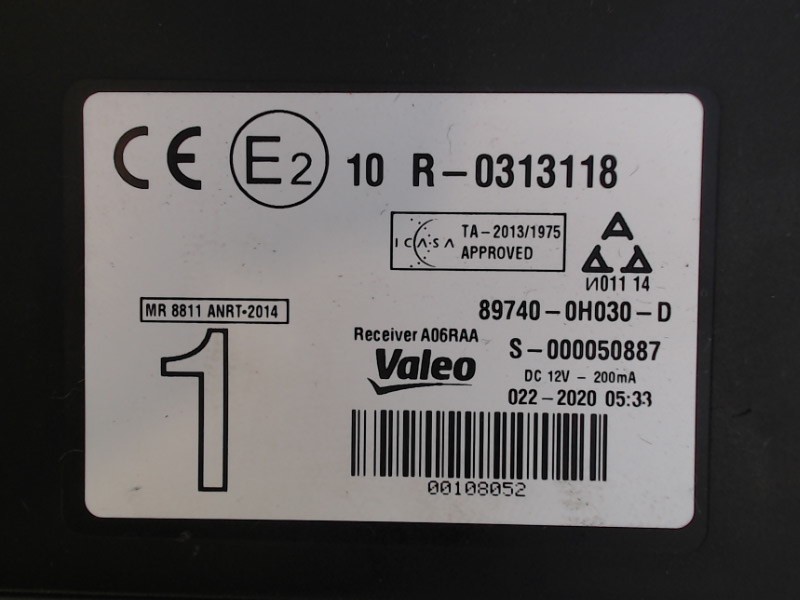 CE E2 10 R-0313118
ICASA TA-2013/1975
APPROVED
И011 14
MR 8811 ANRT-2014
89740-0H030-D
Receiver A06RAA
S-000050887
Valeo
DC 12V - 200mA
022-2020 05:33
1
00108052